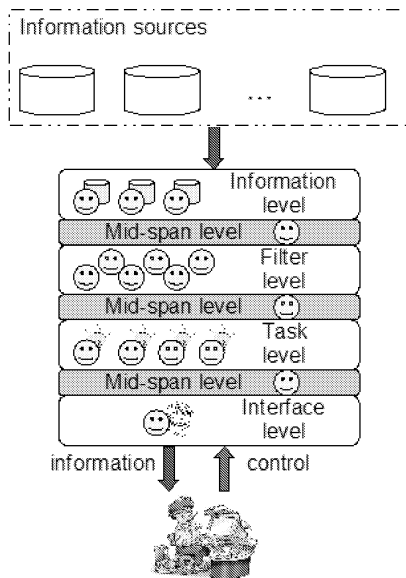 Information sources
...
Information
level
Mid-span level
Filter
level
Mid-span level
Task
level
Mid-span level
Interface
level
information
control